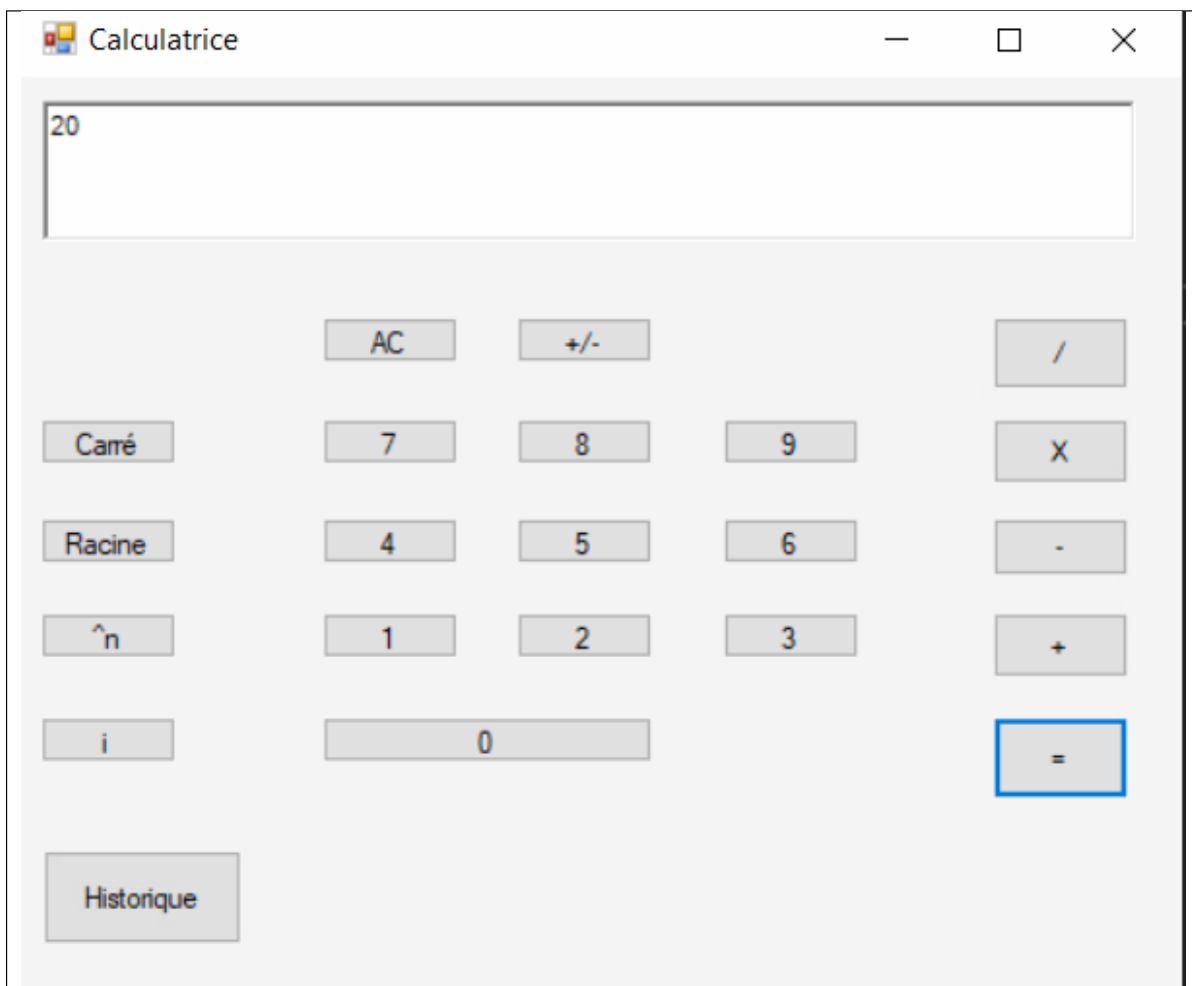 Calculatrice
20
AC +/- /
Carré 7 8 9 X
Racine 4 5 6 -
^n 1 2 3 +
i 0 =
Historique